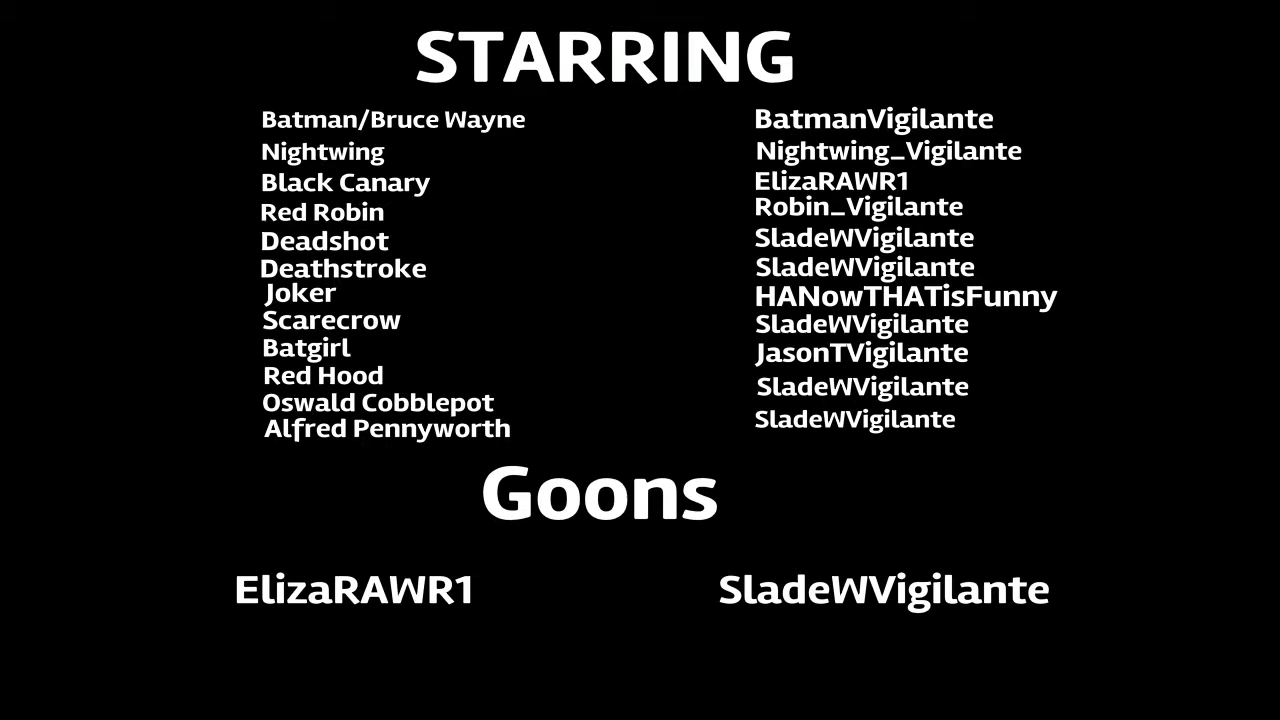 STARRING
Batman/Bruce Wayne BatmanVigilante
Nightwing Nightwing_Vigilante
Black Canary ElizaRAWR1
Red Robin Robin_Vigilante
Deadshot SladeWVigilante
Deathstroke SladeWVigilante
Joker HANowTHATisFunny
Scarecrow SladeWVigilante
Batgirl JasonTVigilante
Red Hood SladeWVigilante
Oswald Cobblepot SladeWVigilante
Alfred Pennyworth
Goons
ElizaRAWR1 SladeWVigilante